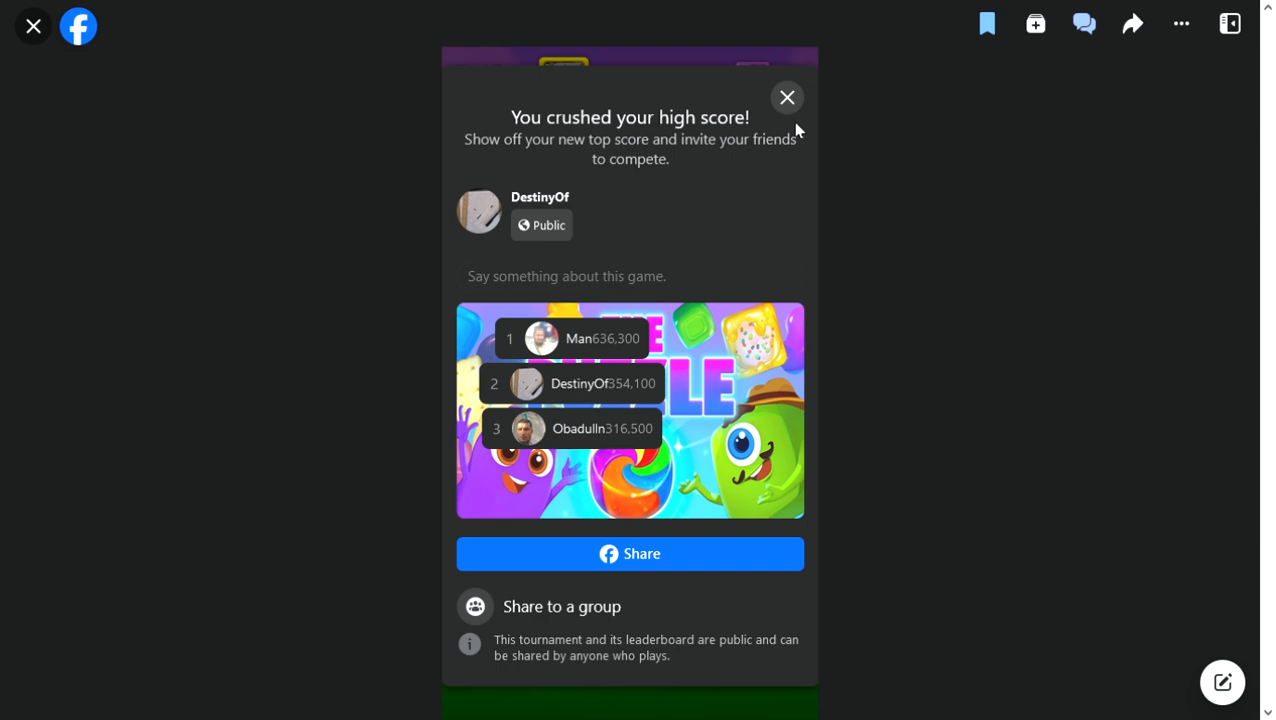 You crushed your high score!
Show off your new top score and invite your friends
to compete.
DestinyOf
Public
Say something about this game.
THE
1 Man636,300
2 DestinyOf354,100
3 Obadulln316,500
Share
Share to a group
This tournament and its leaderboard are public and can
be shared by anyone who plays.